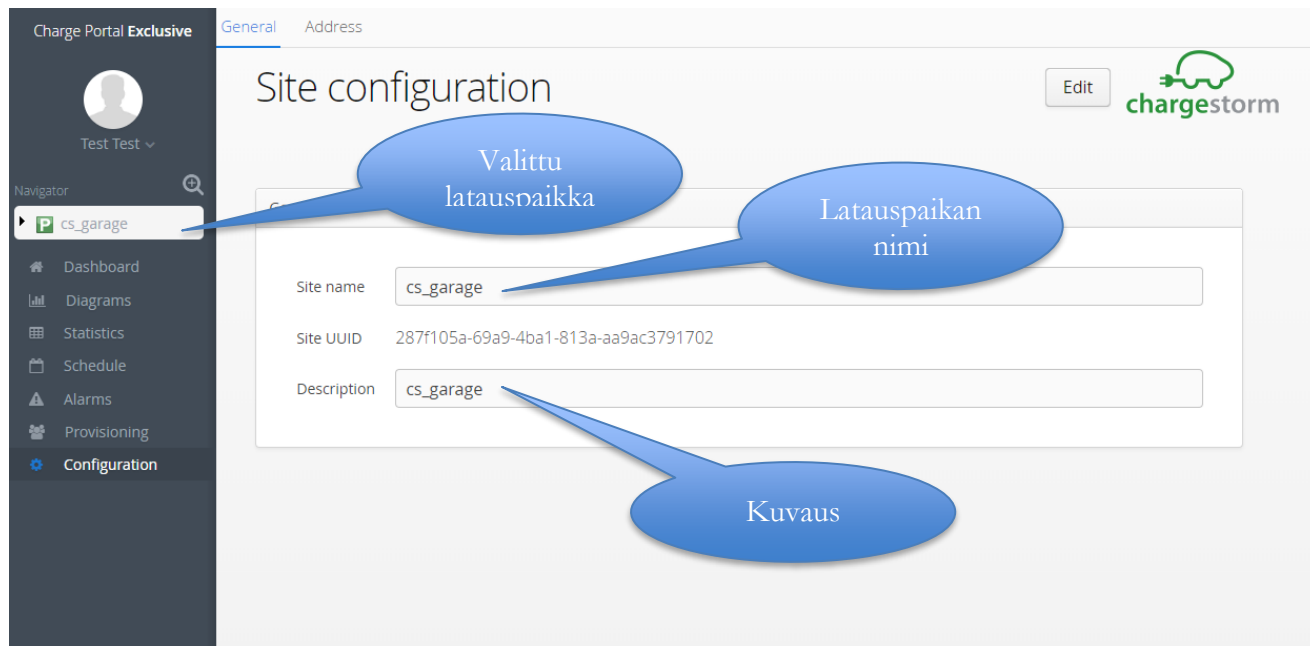 Charge Portal Exclusive
General Address
Site configuration
Edit
chargestorm
Test Test
Valittu
latauspaikka
Navigator
P cs_garage
Latauspaikan
nimi
Dashboard
Diagrams
Statistics
Schedule
Alarms
Provisioning
Configuration
Site name cs_garage
Site UUID 287f105a-69a9-4ba1-813a-aa9ac3791702
Description cs_garage
Kuvaus